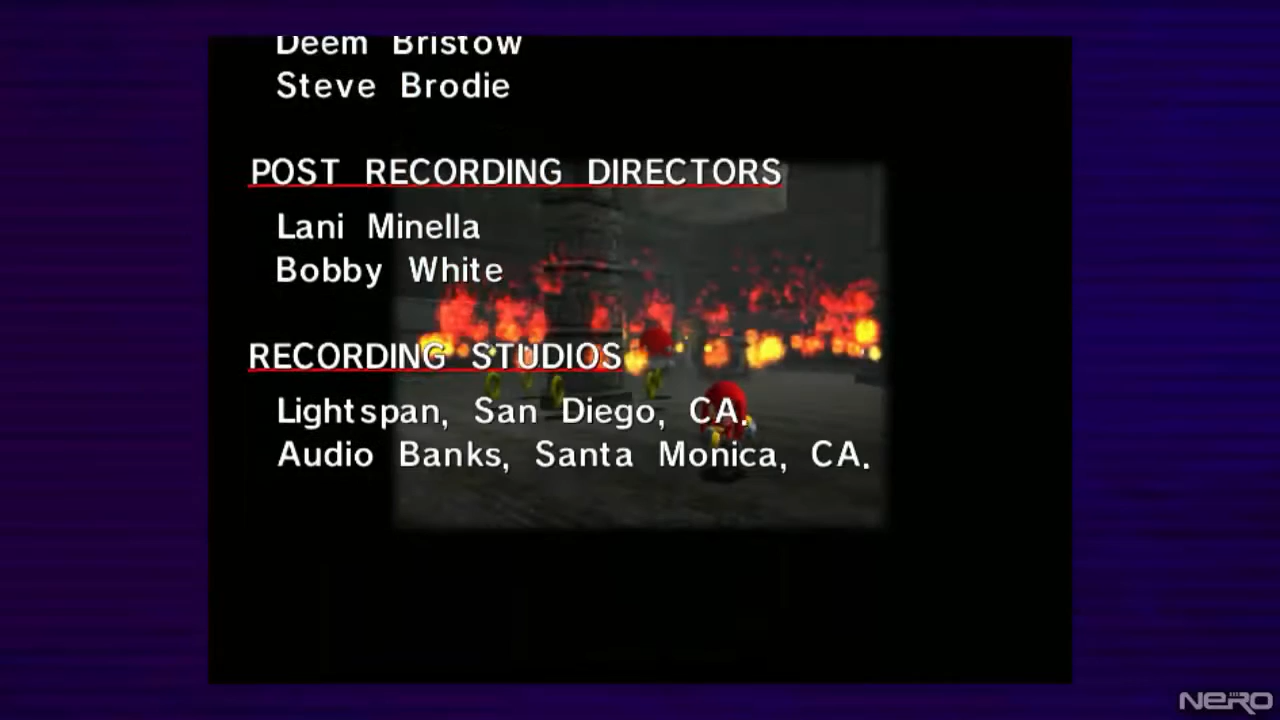 Deem Bristow
Steve Brodie
POST RECORDING DIRECTORS
Lani Minella
Bobby White
RECORDING STUDIOS
Lightspan, San Diego, CA.
Audio Banks, Santa Monica, CA.
NERO